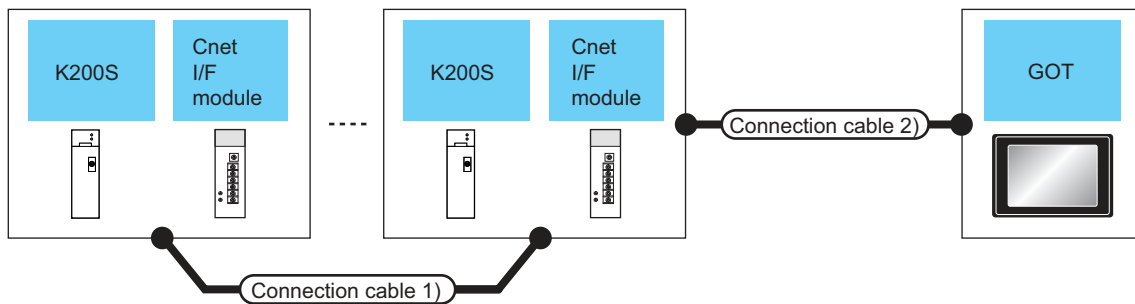 K200S
Cnet
I/F
module
K200S
Cnet
I/F
module
GOT
Connection cable 2)
Connection cable 1)